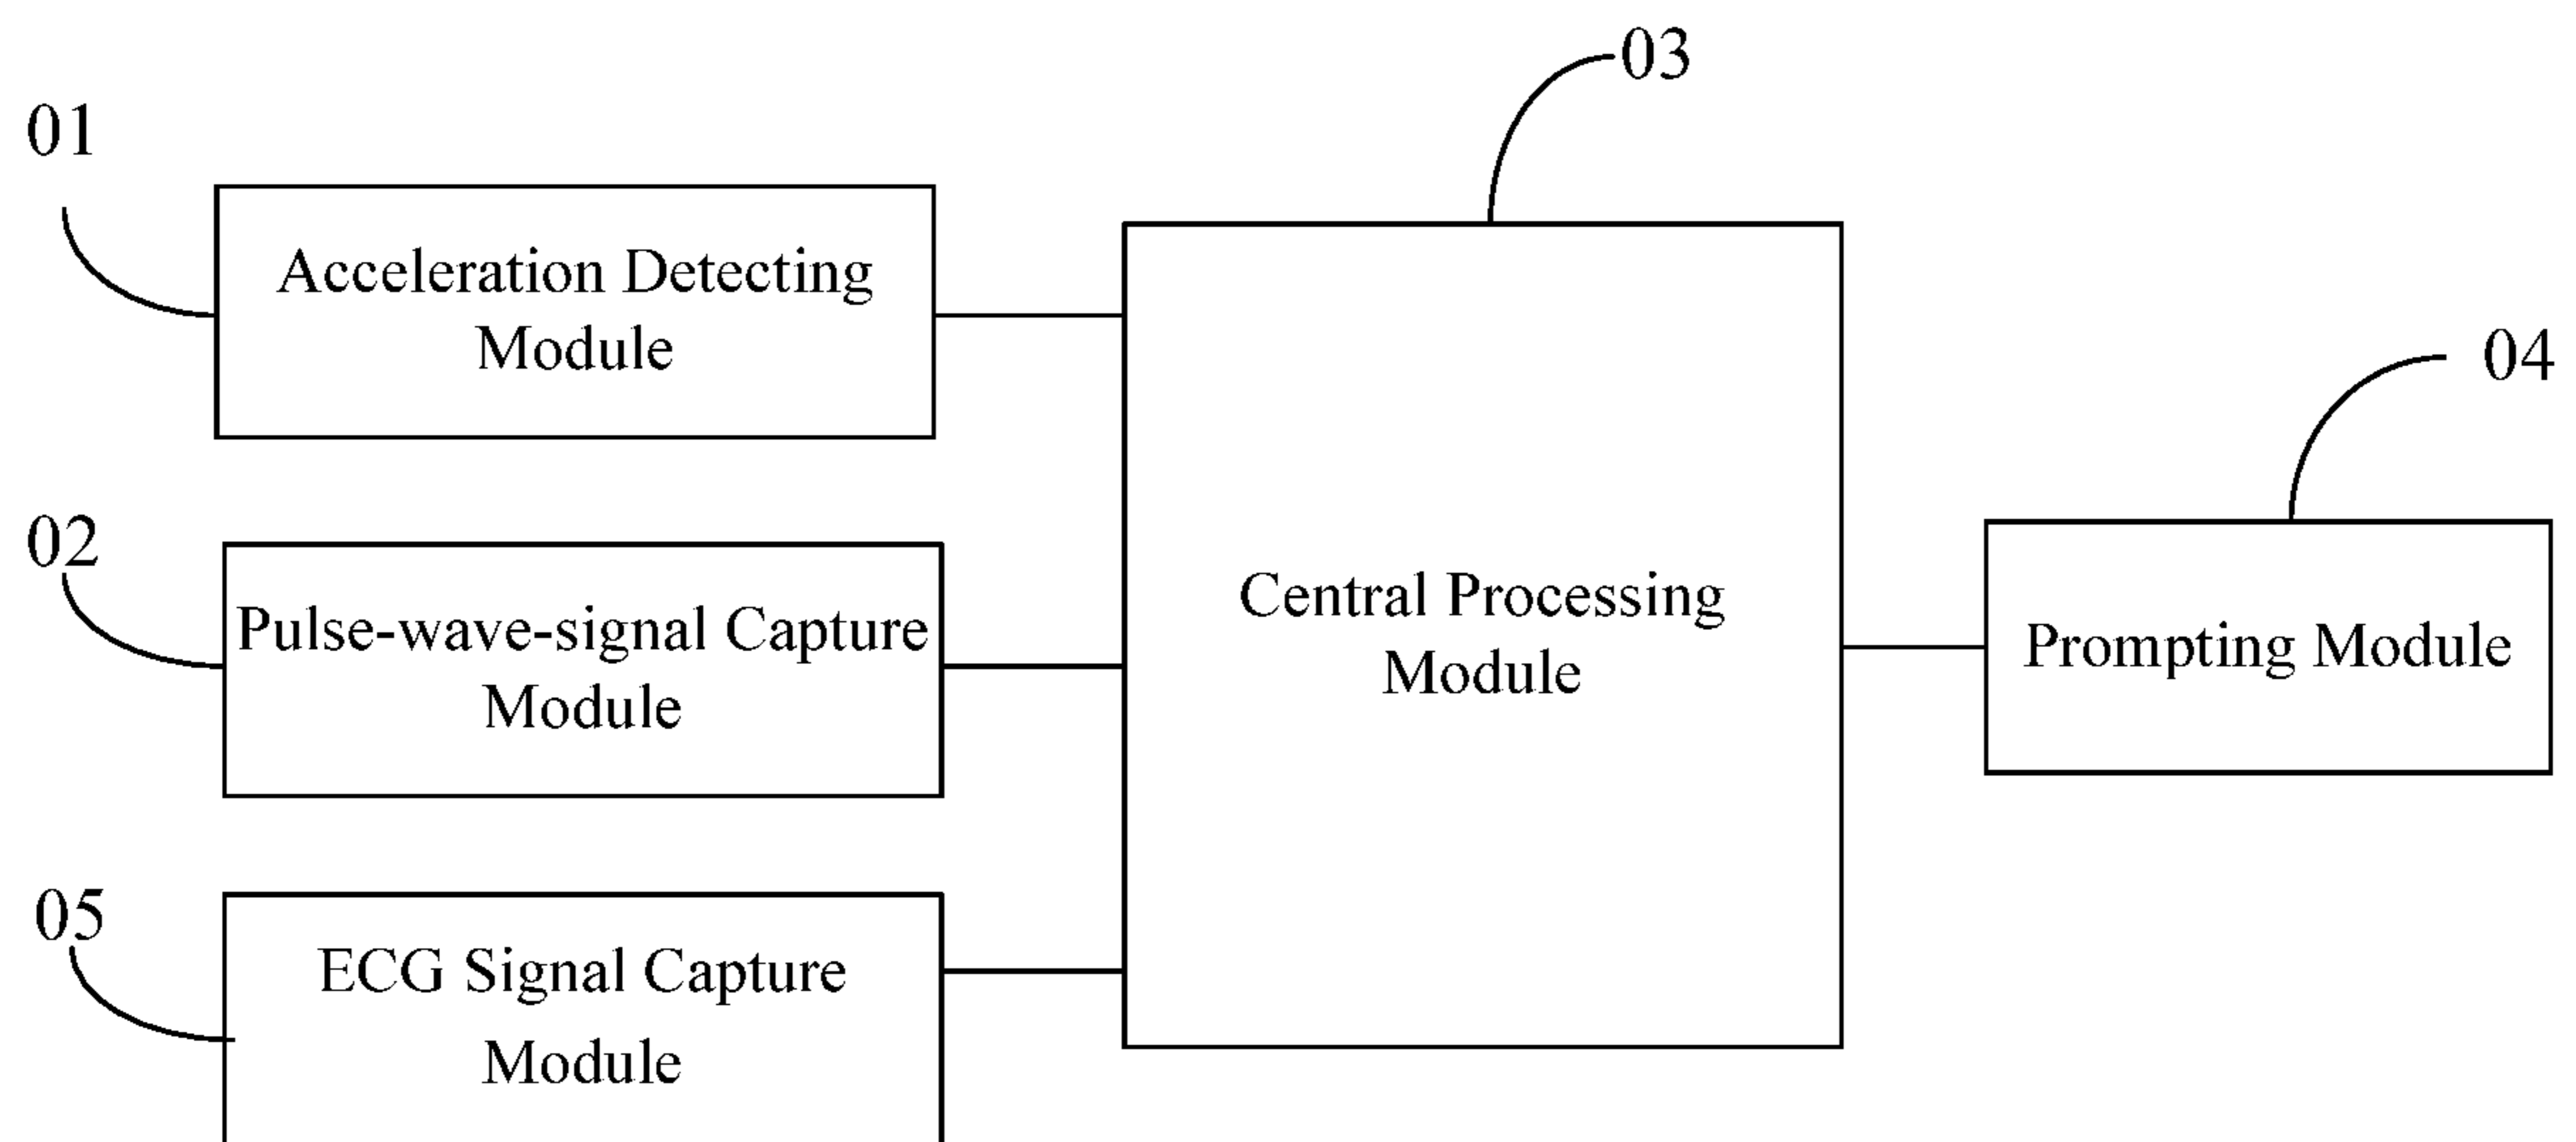 03
01
Acceleration Detecting
Module
04
02
Pulse-wave-signal Capture
Module
Central Processing
Module
Prompting Module
05
ECG Signal Capture
Module